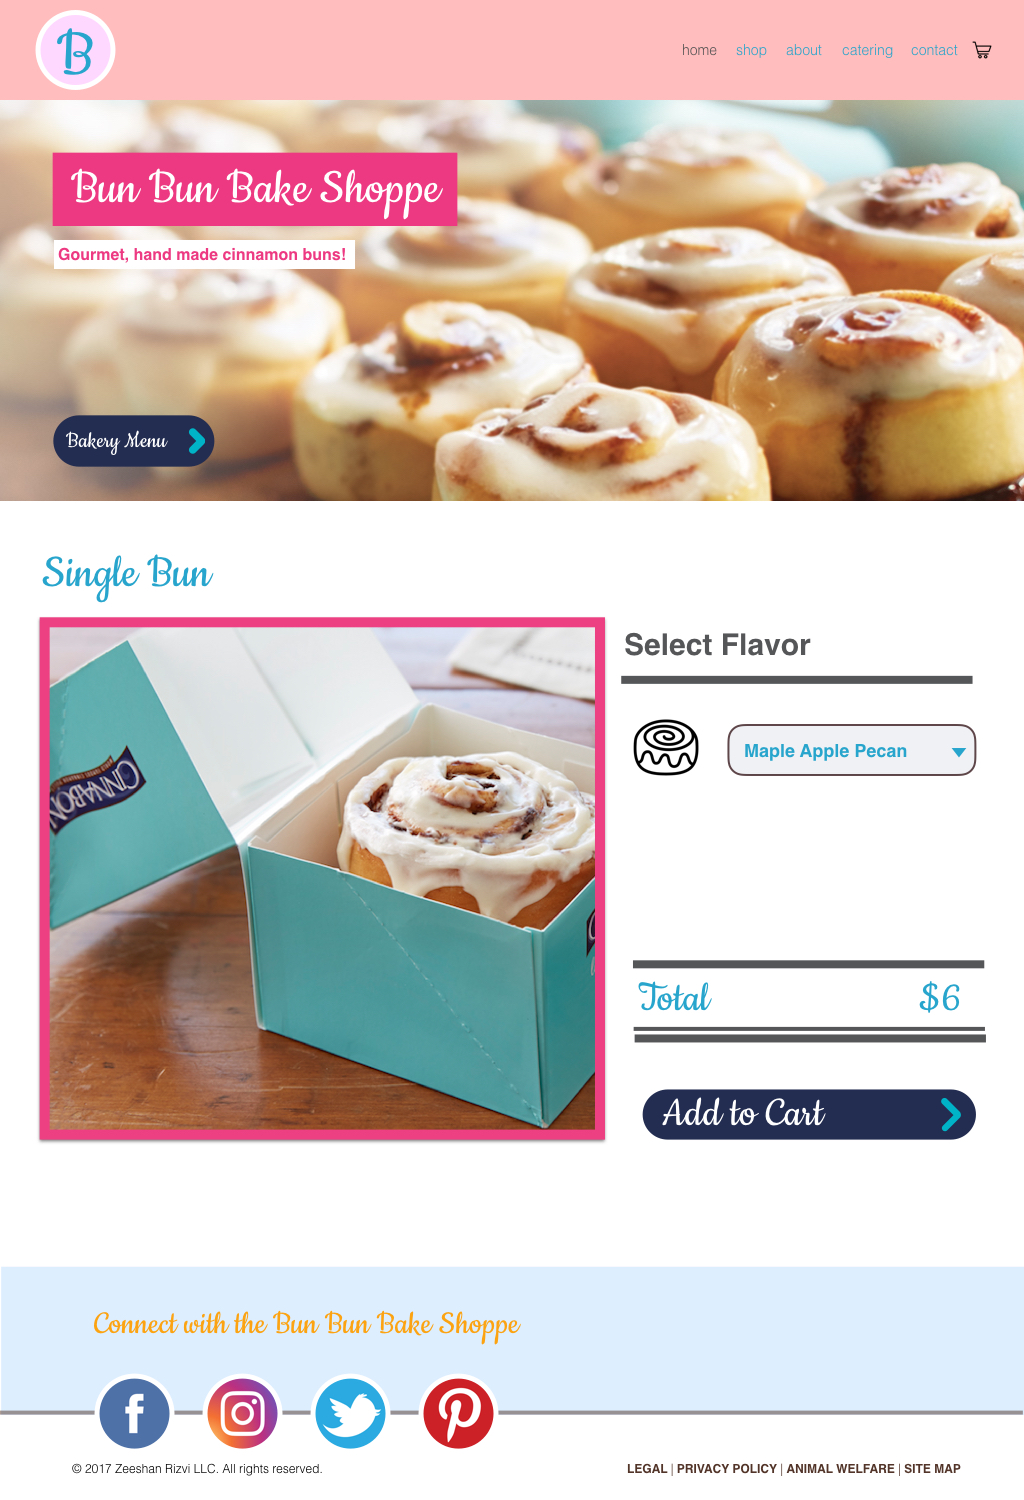 B
home shop about catering contact
Bun Bun Bake Shoppe
Gourmet, hand made cinnamon buns!
Bakery Menu
Single Bun
Select Flavor
CINNABON
Maple Apple Pecan
Total $6
Add to Cart
Connect with the Bun Bun Bake Shoppe
© 2017 Zeeshan Rizvi LLC. All rights reserved.
LEGAL | PRIVACY POLICY | ANIMAL WELFARE | SITE MAP